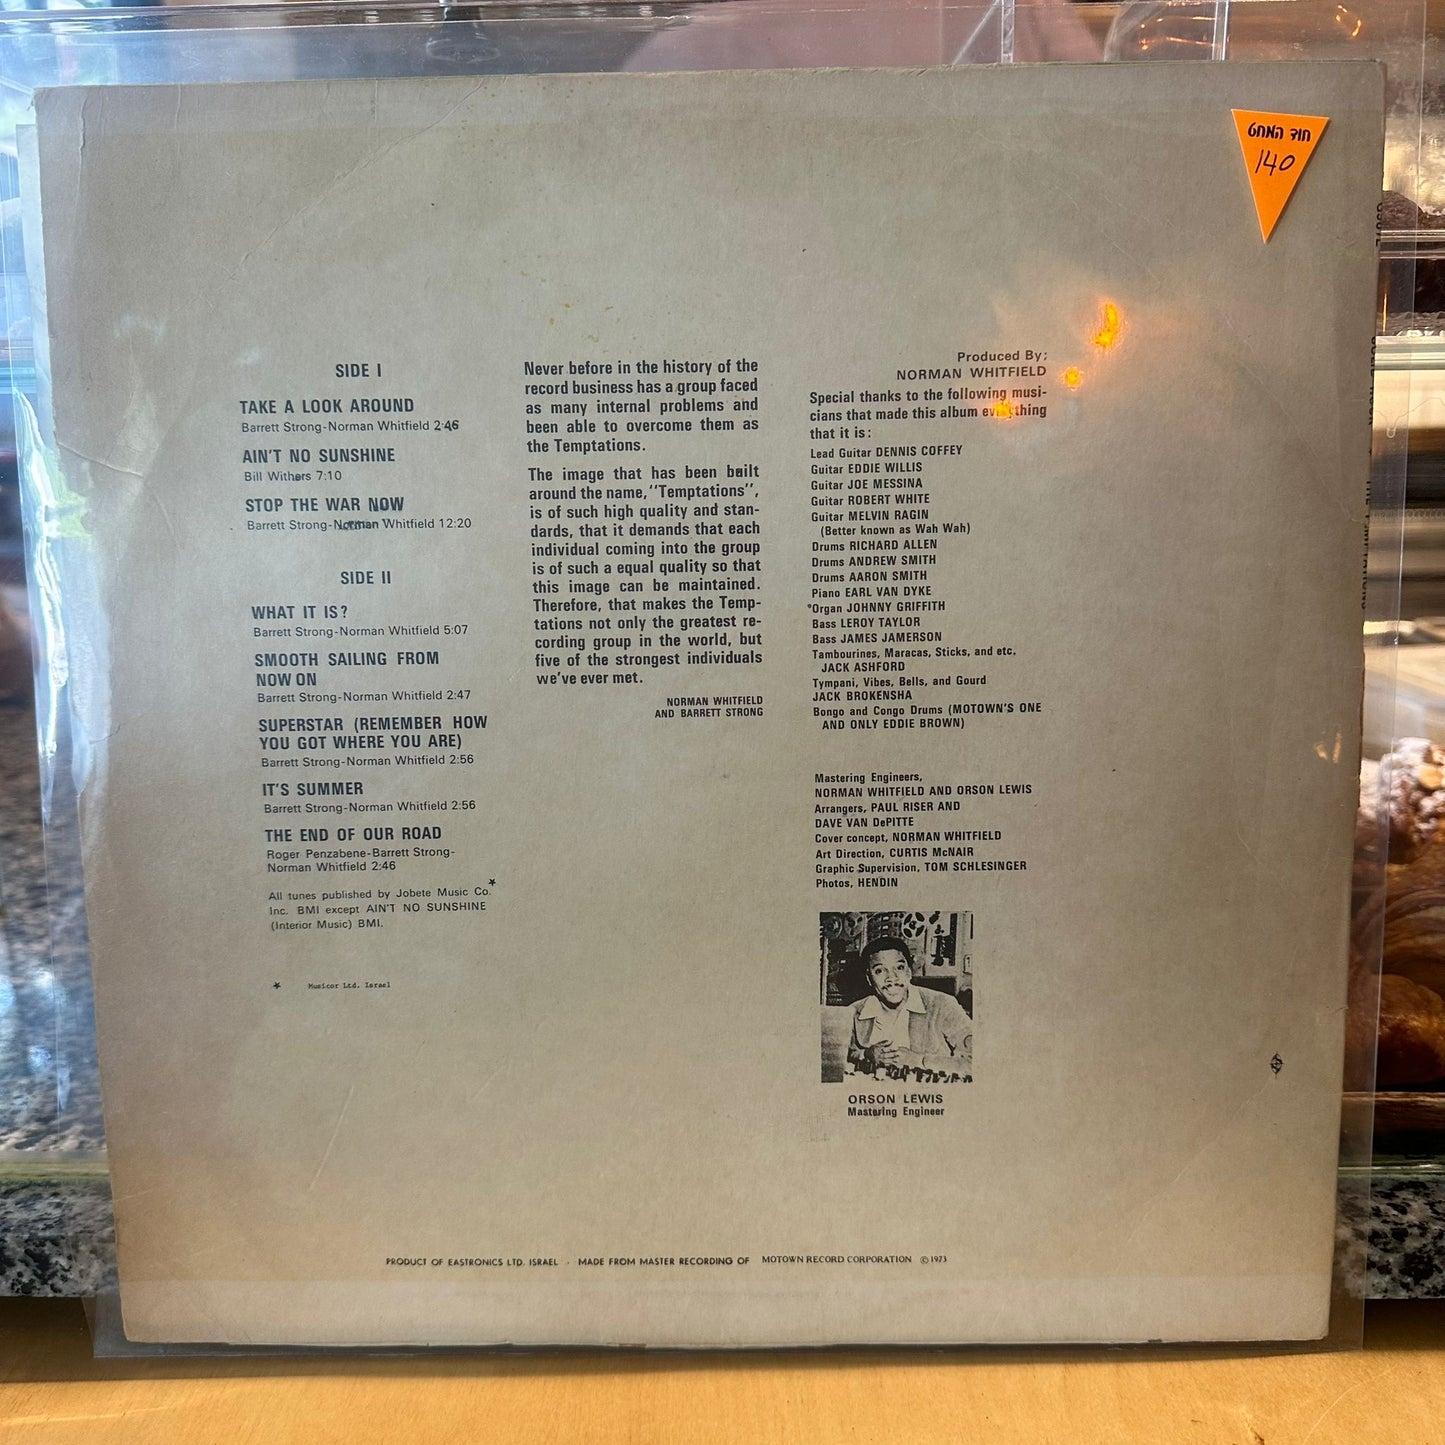 חוד המחט
140
SIDE I
TAKE A LOOK AROUND
Barrett Strong-Norman Whitfield 2:46
AIN'T NO SUNSHINE
Bill Withers 7:10
STOP THE WAR NOW
Barrett Strong-Norman Whitfield 12:20
SIDE II
WHAT IT IS?
Barrett Strong-Norman Whitfield 5:07
SMOOTH SAILING FROM
NOW ON
Barrett Strong-Norman Whitfield 2:47
SUPERSTAR (REMEMBER HOW
YOU GOT WHERE YOU ARE)
Barrett Strong-Norman Whitfield 2:56
IT'S SUMMER
Barrett Strong-Norman Whitfield 2:56
THE END OF OUR ROAD
Roger Penzabene-Barrett Strong-
Norman Whitfield 2:46
All tunes published by Jobete Music Co.*
Inc. BMI except AIN'T NO SUNSHINE
(Interior Music) BMI.
* Musicor Ltd. Israel
Never before in the history of the
record business has a group faced
as many internal problems and
been able to overcome them as
the Temptations.
The image that has been built
around the name, "Temptations",
is of such high quality and stan-
dards, that it demands that each
individual coming into the group
is of such a equal quality so that
this image can be maintained.
Therefore, that makes the Temp-
tations not only the greatest re-
cording group in the world, but
five of the strongest individuals
we've ever met.
NORMAN WHITFIELD
AND BARRETT STRONG
Produced By:
NORMAN WHITFIELD
Special thanks to the following musi-
cians that made this album everything
that it is:
Lead Guitar DENNIS COFFEY
Guitar EDDIE WILLIS
Guitar JOE MESSINA
Guitar ROBERT WHITE
Guitar MELVIN RAGIN
(Better known as Wah Wah)
Drums RICHARD ALLEN
Drums ANDREW SMITH
Drums AARON SMITH
Piano EARL VAN DYKE
Organ JOHNNY GRIFFITH
Bass LEROY TAYLOR
Bass JAMES JAMERSON
Tambourines, Maracas, Sticks, and etc.
JACK ASHFORD
Tympani, Vibes, Bells, and Gourd
JACK BROKENSHA
Bongo and Congo Drums (MOTOWN'S ONE
AND ONLY EDDIE BROWN)
Mastering Engineers,
NORMAN WHITFIELD AND ORSON LEWIS
Arrangers, PAUL RISER AND
DAVE VAN DePITTE
Cover concept, NORMAN WHITFIELD
Art Direction, CURTIS McNAIR
Graphic Supervision, TOM SCHLESINGER
Photos, HENDIN
ORSON LEWIS
Mastering Engineer
PRODUCT OF EASTRONICS LTD. ISRAEL · MADE FROM MASTER RECORDING OF MOTOWN RECORD CORPORATION © 1973